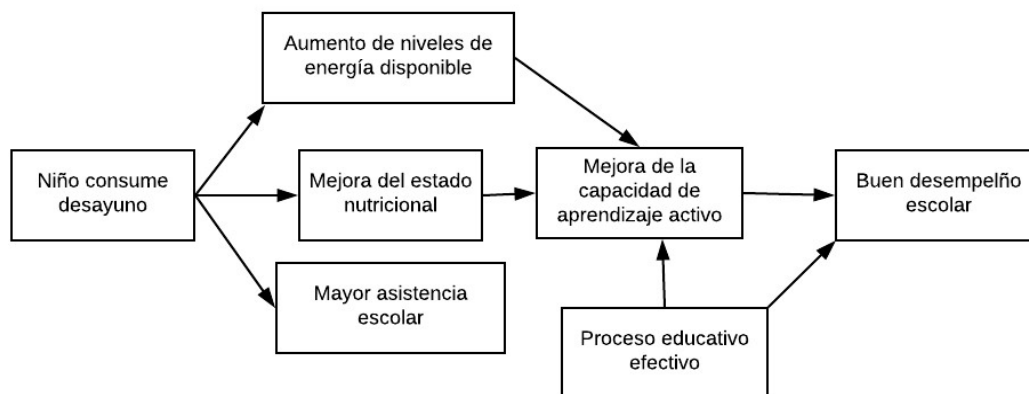 Aumento de niveles de
energía disponible
Niño consume
desayuno
Mejora del estado
nutricional
Mejora de la
capacidad de
aprendizaje activo
Buen desempelño
escolar
Mayor asistencia
escolar
Proceso educativo
efectivo